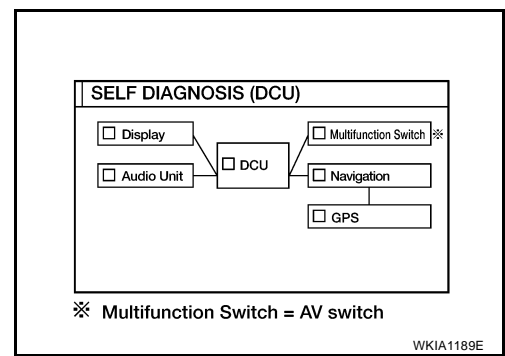 SELF DIAGNOSIS (DCU)
Display
Audio Unit
DCU
Multifunction Switch ※
Navigation
GPS
※ Multifunction Switch = AV switch
WKIA1189E